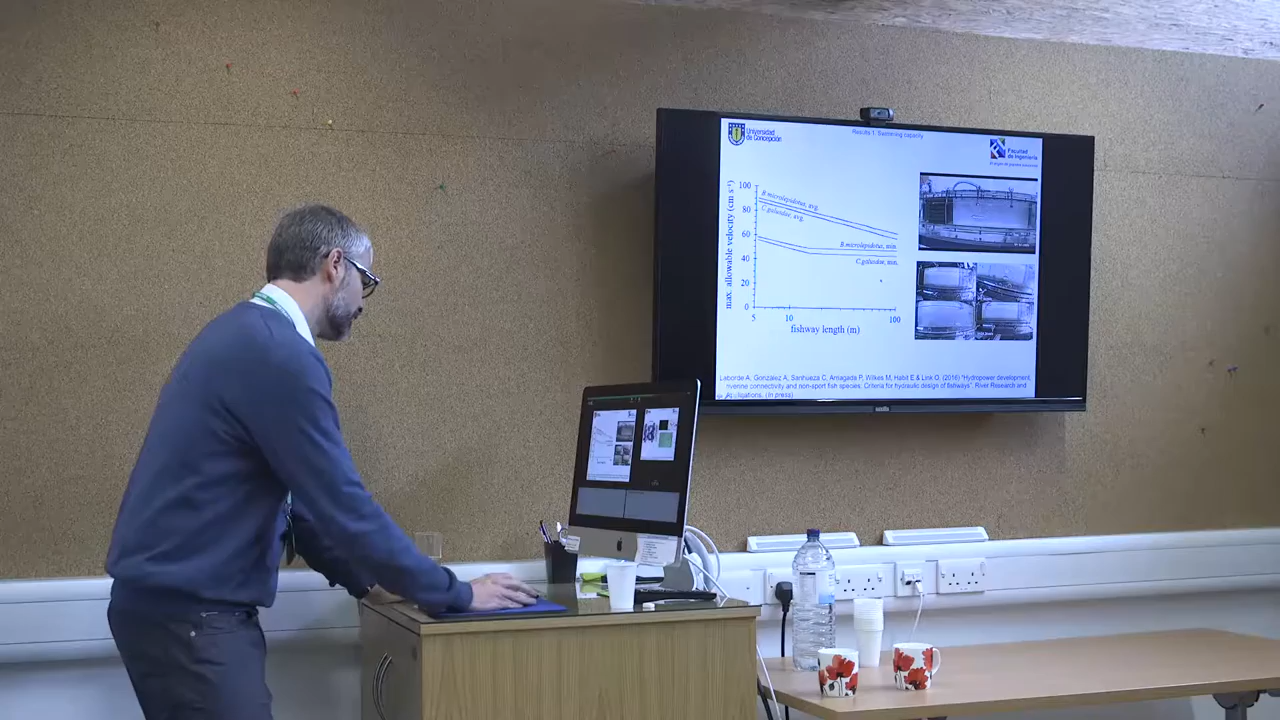 Universidad
de Concepción
Results 1. Swimming capacity
Facultad
de Ingeniería
max. allowable velocity (cm s⁻¹)
100
80
60
40
20
0
B.microlepidotus, avg.
C.galusdae, avg.
B.microlepidotus, min.
C.galusdae, min.
5
10
100
fishway length (m)
Laborde A, González A, Sanhueza C, Arriagada P, Wilkes M, Habit E & Link O. (2016) "Hydropower development,
riverine connectivity and non-sport fish species: Criteria for hydraulic design of fishways". River Research and
Applications. (In press)